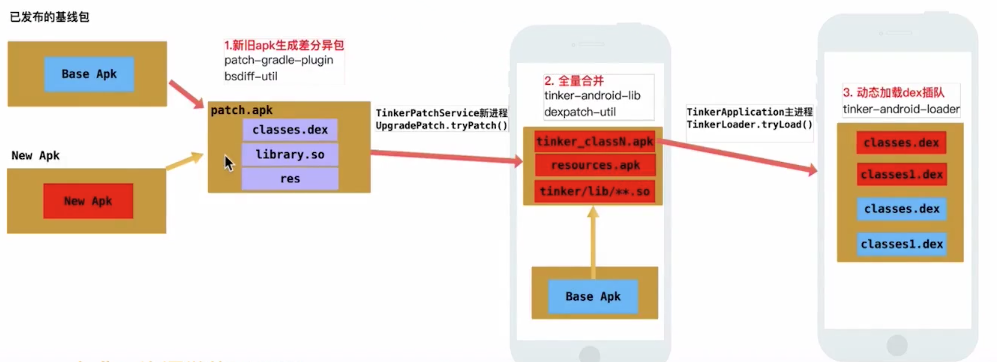 已发布的基线包
Base Apk
New Apk
New Apk
1.新旧apk生成差分异包
patch-gradle-plugin
bsdiff-util
patch.apk
classes.dex
library.so
res
TinkerPatchService新进程
UpgradePatch.tryPatch()
2. 全量合并
tinker-android-lib
dexpatch-util
tinker_classN.apk
resources.apk
tinker/lib/**.so
Base Apk
TinkerApplication主进程
TinkerLoader.tryLoad()
3. 动态加载dex插队
tinker-android-loader
classes.dex
classes1.dex
classes.dex
classes1.dex